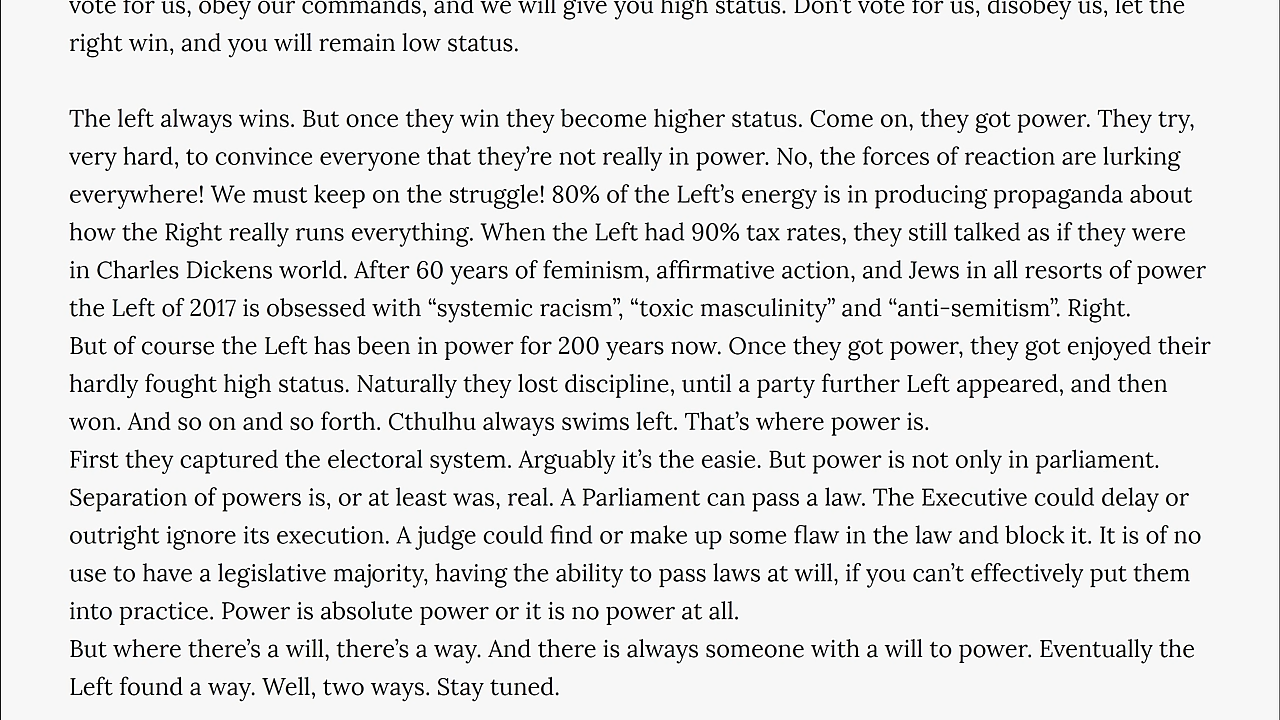 vote for us, obey our commands, and we will give you high status. Don't vote for us, disobey us, let the
right win, and you will remain low status.
The left always wins. But once they win they become higher status. Come on, they got power. They try,
very hard, to convince everyone that they’re not really in power. No, the forces of reaction are lurking
everywhere! We must keep on the struggle! 80% of the Left’s energy is in producing propaganda about
how the Right really runs everything. When the Left had 90% tax rates, they still talked as if they were
in Charles Dickens world. After 60 years of feminism, affirmative action, and Jews in all resorts of power
the Left of 2017 is obsessed with “systemic racism”, “toxic masculinity” and “anti-semitism”. Right.
But of course the Left has been in power for 200 years now. Once they got power, they got enjoyed their
hardly fought high status. Naturally they lost discipline, until a party further Left appeared, and then
won. And so on and so forth. Cthulhu always swims left. That’s where power is.
First they captured the electoral system. Arguably it’s the easie. But power is not only in parliament.
Separation of powers is, or at least was, real. A Parliament can pass a law. The Executive could delay or
outright ignore its execution. A judge could find or make up some flaw in the law and block it. It is of no
use to have a legislative majority, having the ability to pass laws at will, if you can’t effectively put them
into practice. Power is absolute power or it is no power at all.
But where there’s a will, there’s a way. And there is always someone with a will to power. Eventually the
Left found a way. Well, two ways. Stay tuned.